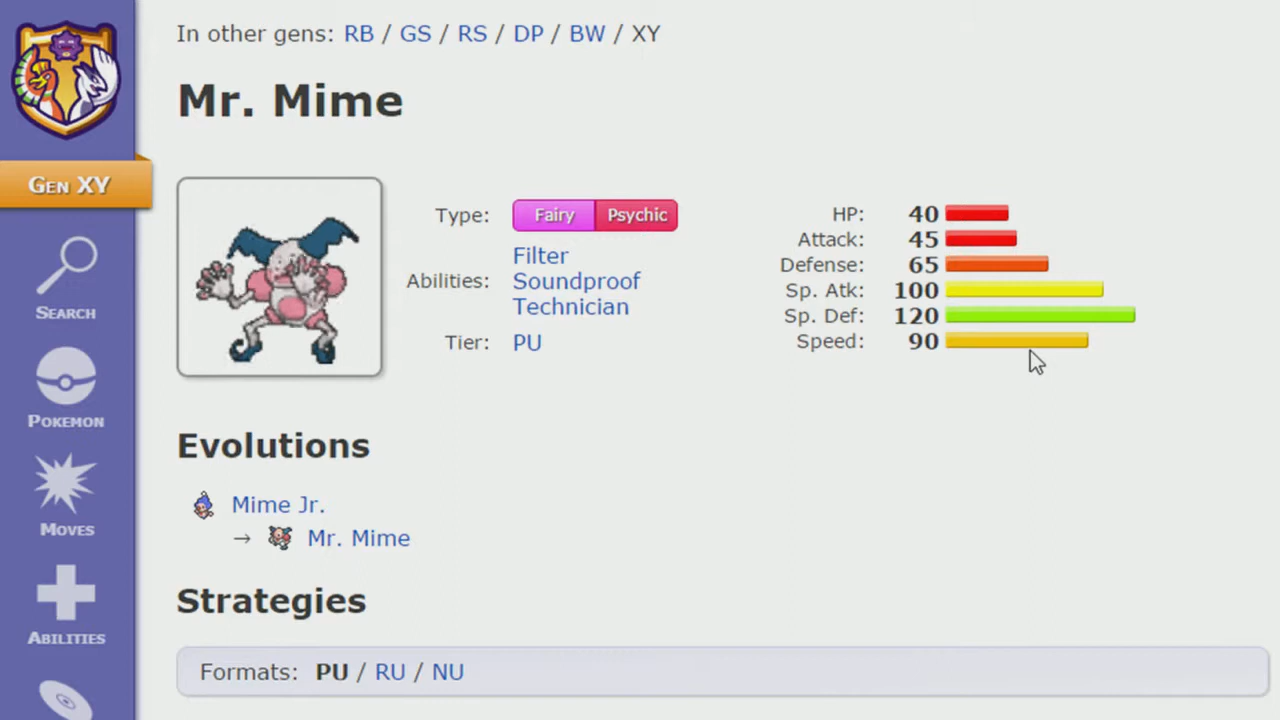 In other gens: RB / GS / RS / DP / BW / XY
Mr. Mime
GEN XY
SEARCH
POKEMON
MOVES
ABILITIES
Type: Fairy Psychic
Abilities: Filter
Soundproof
Technician
Tier: PU
HP: 40
Attack: 45
Defense: 65
Sp. Atk: 100
Sp. Def: 120
Speed: 90
Evolutions
Mime Jr.
→ Mr. Mime
Strategies
Formats: PU / RU / NU